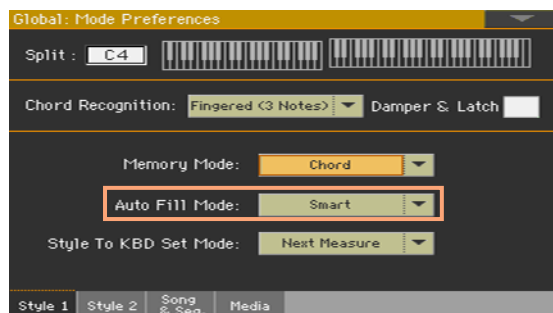 Global: Mode Preferences
Split : C4
Chord Recognition: Fingered (3 Notes) Damper & Latch
Memory Mode: Chord
Auto Fill Mode: Smart
Style To KBD Set Mode: Next Measure
Style 1 Style 2 Song & Seq. Media